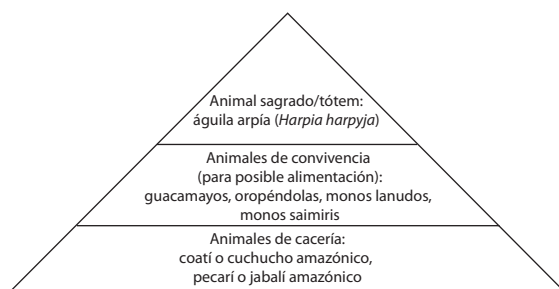 Animal sagrado/tótem:
águila arpía (Harpia harpyja)
Animales de convivencia
(para posible alimentación):
guacamayos, oropéndolas, monos lanudos,
monos saimiris
Animales de cacería:
coatí o cuchucho amazónico,
pecarí o jabalí amazónico